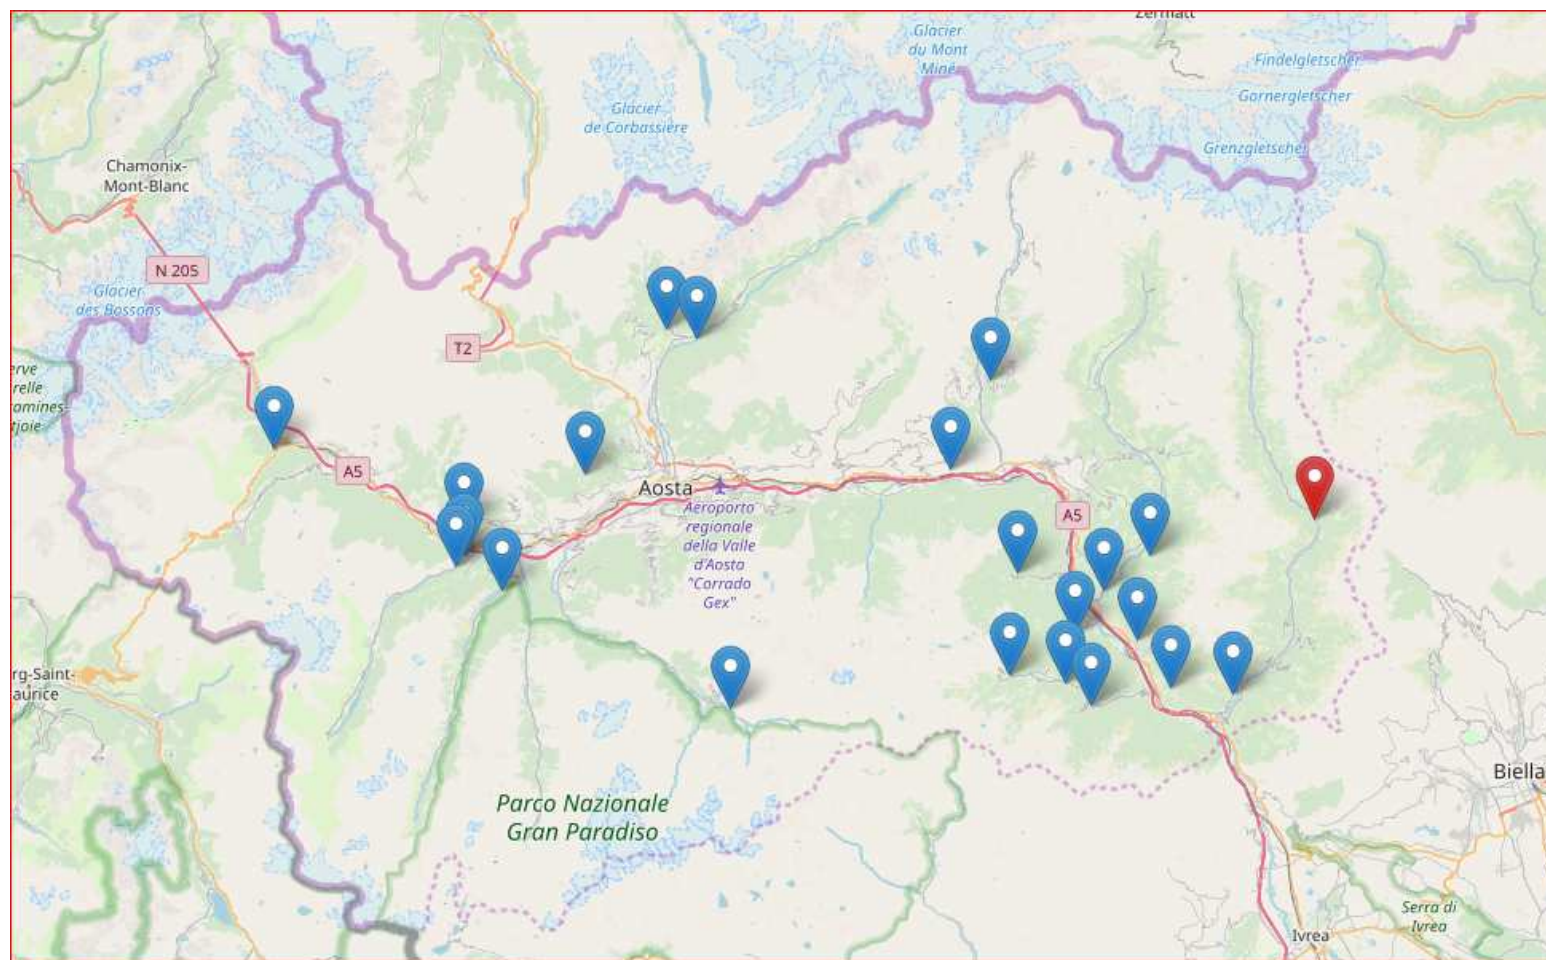 Zermatt
Glacier
du Mont
Miné
Findelgletscher
Gornergletscher
Glacier
de Corbassière
Grenzgletscher
Chamonix-
Mont-Blanc
N 205
Glacier
des Bossons
T2
A5
Aosta
Aeroporto
regionale
della Valle
d'Aosta
"Corrado
Gex"
A5
Parco Nazionale
Gran Paradiso
Biella
Serra di
Ivrea
Ivrea